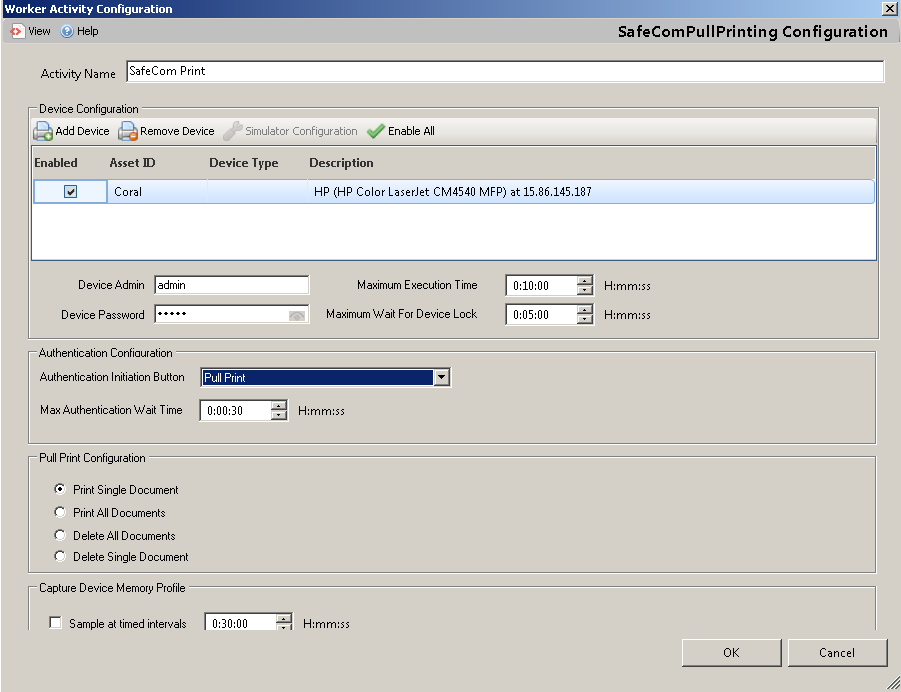 Worker Activity Configuration
View Help SafeComPullPrinting Configuration
Activity Name SafeCom Print
Device Configuration
Add Device Remove Device Simulator Configuration Enable All
Enabled Asset ID Device Type Description
Coral HP (HP Color LaserJet CM4540 MFP) at 15.86.145.187
Device Admin admin Maximum Execution Time 0:10:00 H:mm:ss
Device Password ••••• Maximum Wait For Device Lock 0:05:00 H:mm:ss
Authentication Configuration
Authentication Initiation Button Pull Print
Max Authentication Wait Time 0:00:30 H:mm:ss
Pull Print Configuration
Print Single Document
Print All Documents
Delete All Documents
Delete Single Document
Capture Device Memory Profile
Sample at timed intervals 0:30:00 H:mm:ss
OK Cancel